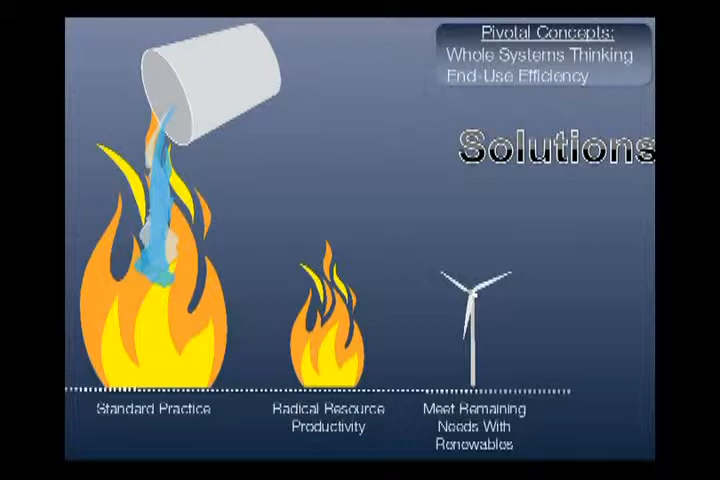 Pivotal Concepts:
Whole Systems Thinking
End-Use Efficiency
Solutions
Standard Practice
Radical Resource
Productivity
Meet Remaining
Needs With
Renewables